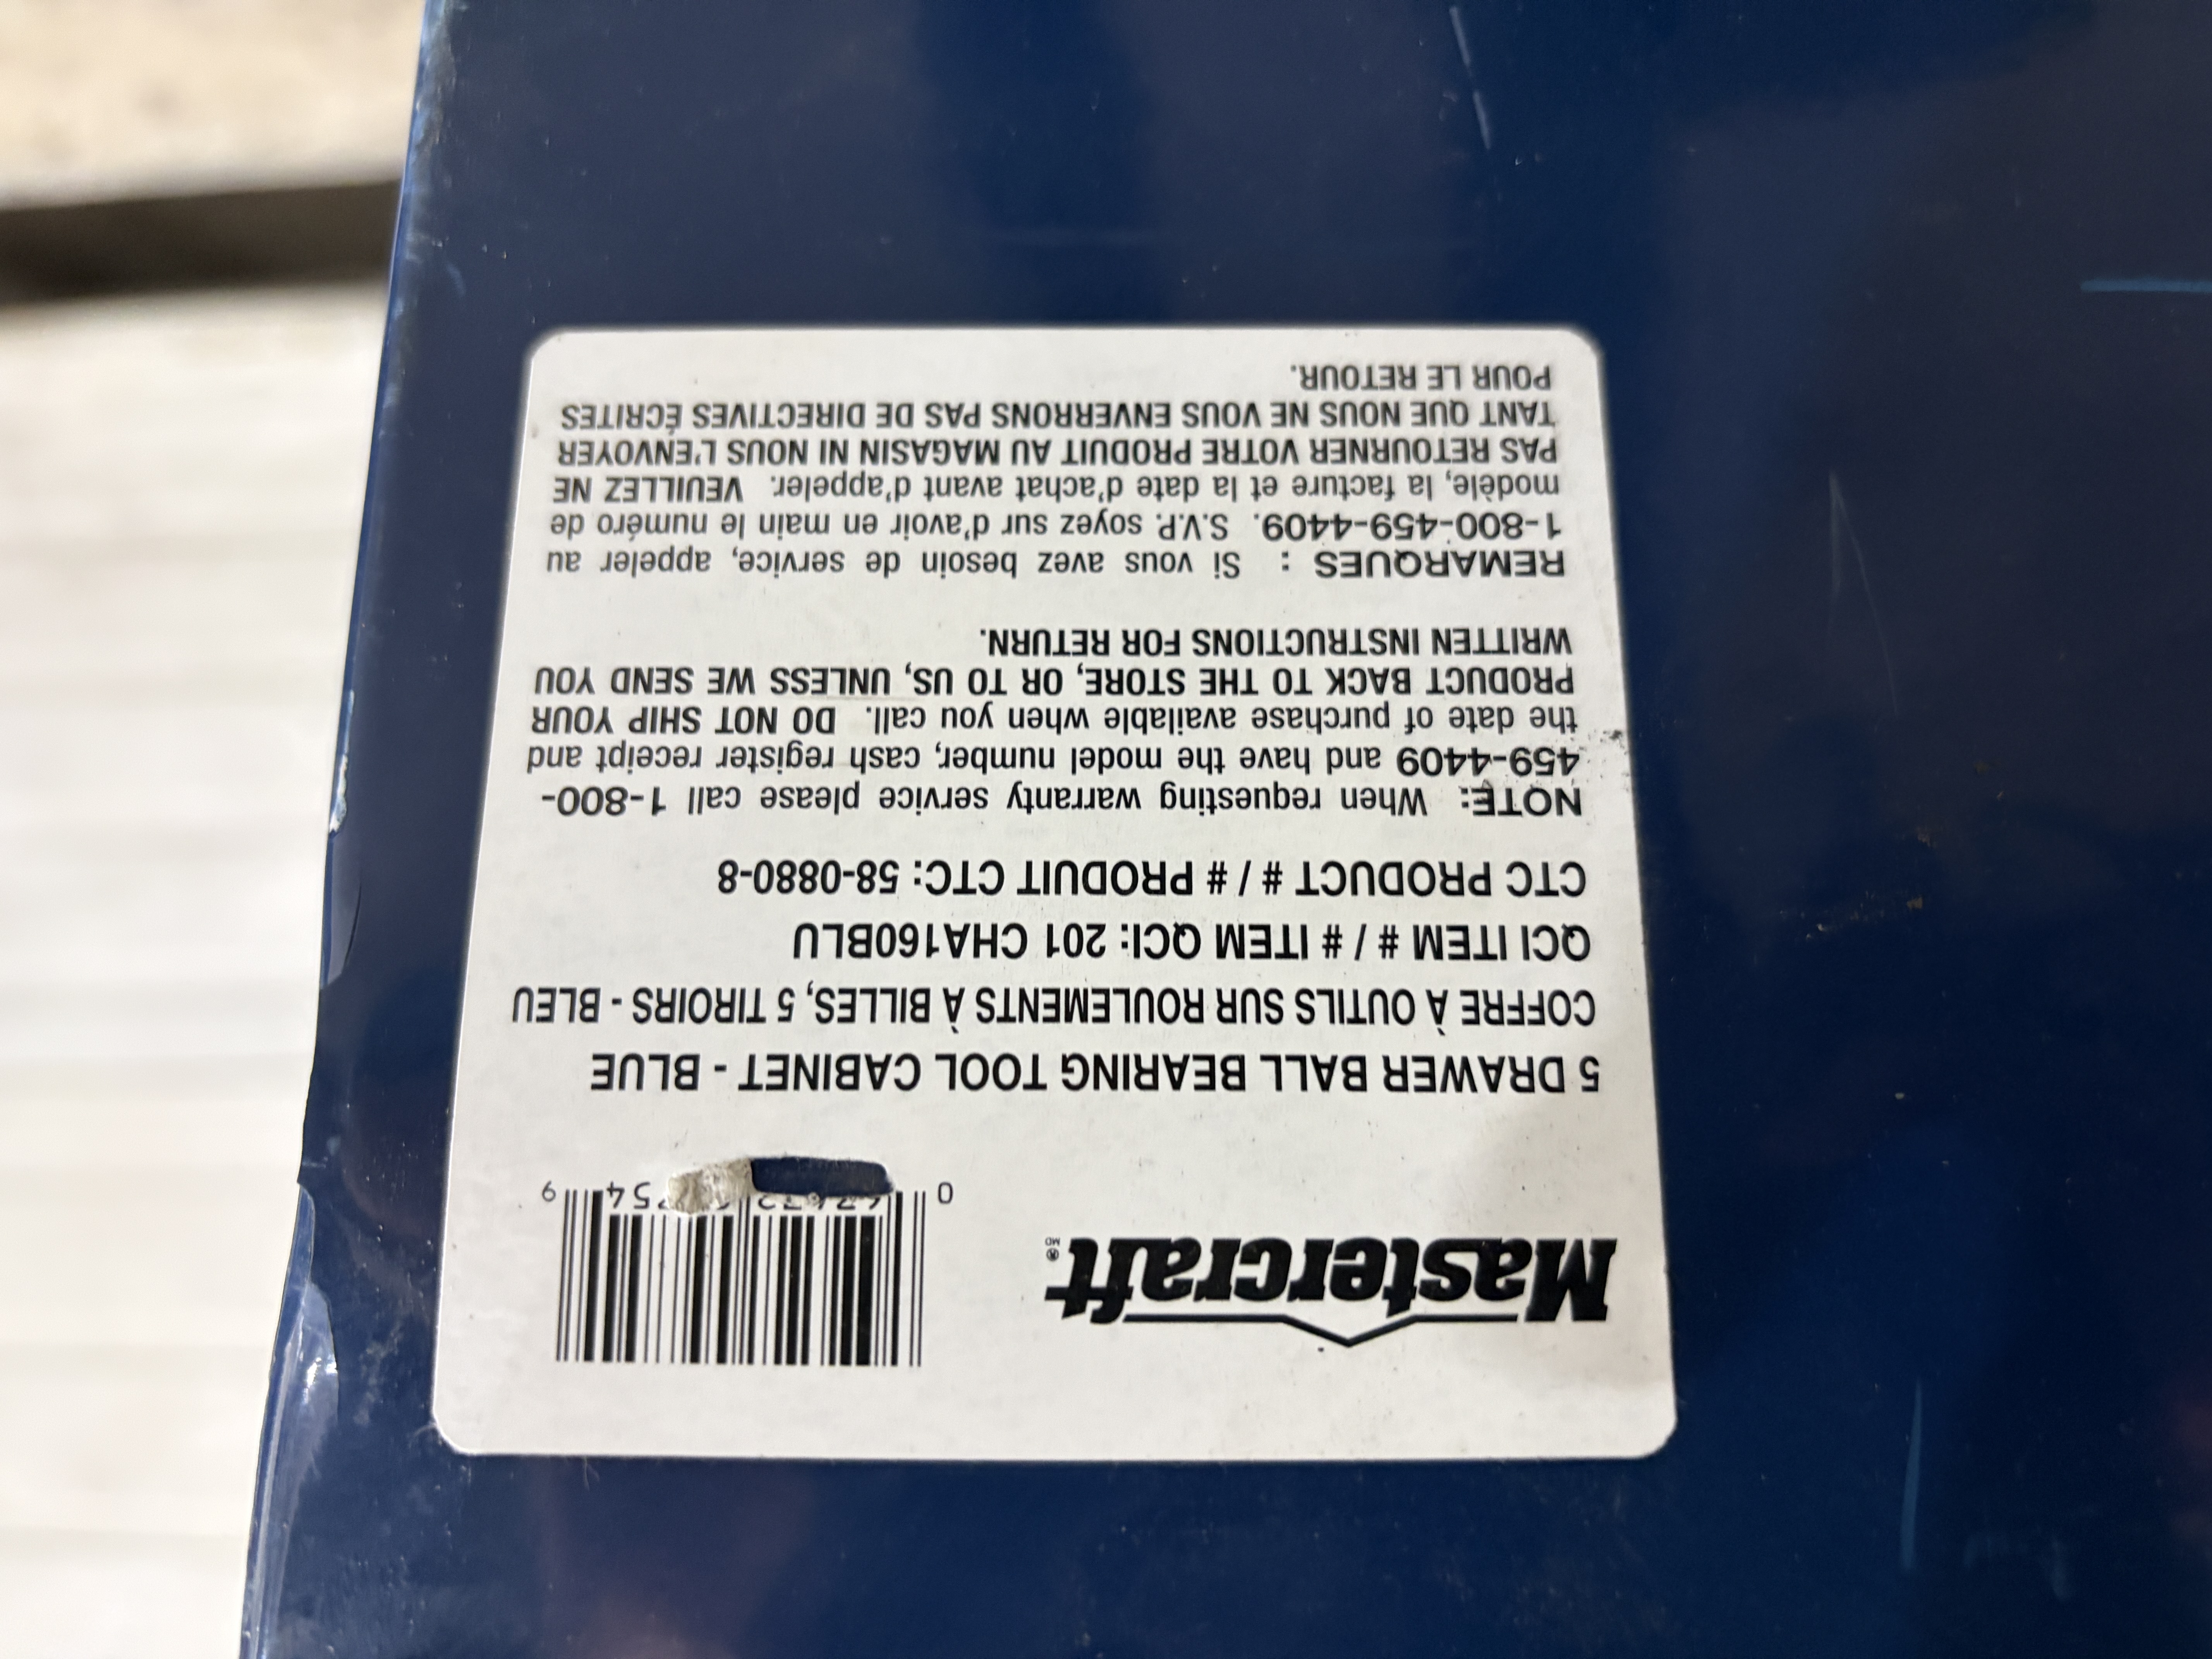 Mastercraft® MD
0 9
5 DRAWER BALL BEARING TOOL CABINET - BLUE
COFFRE À OUTILS SUR ROULEMENTS À BILLES, 5 TIROIRS - BLEU
QCI ITEM # / # ITEM QCI: 201 CHA160BLU
CTC PRODUCT # / # PRODUIT CTC: 58-0880-8
NOTE: When requesting warranty service please call 1-800-
459-4409 and have the model number, cash register receipt and
the date of purchase available when you call. DO NOT SHIP YOUR
PRODUCT BACK TO THE STORE, OR TO US, UNLESS WE SEND YOU
WRITTEN INSTRUCTIONS FOR RETURN.
REMARQUES : Si vous avez besoin de service, appeler au
1-800-459-4409. S.V.P. soyez sur d'avoir en main le numéro de
modèle, la facture et la date d'achat avant d'appeler. VEUILLEZ NE
PAS RETOURNER VOTRE PRODUIT AU MAGASIN NI NOUS L'ENVOYER
TANT QUE NOUS NE VOUS ENVERRONS PAS DE DIRECTIVES ÉCRITES
POUR LE RETOUR.